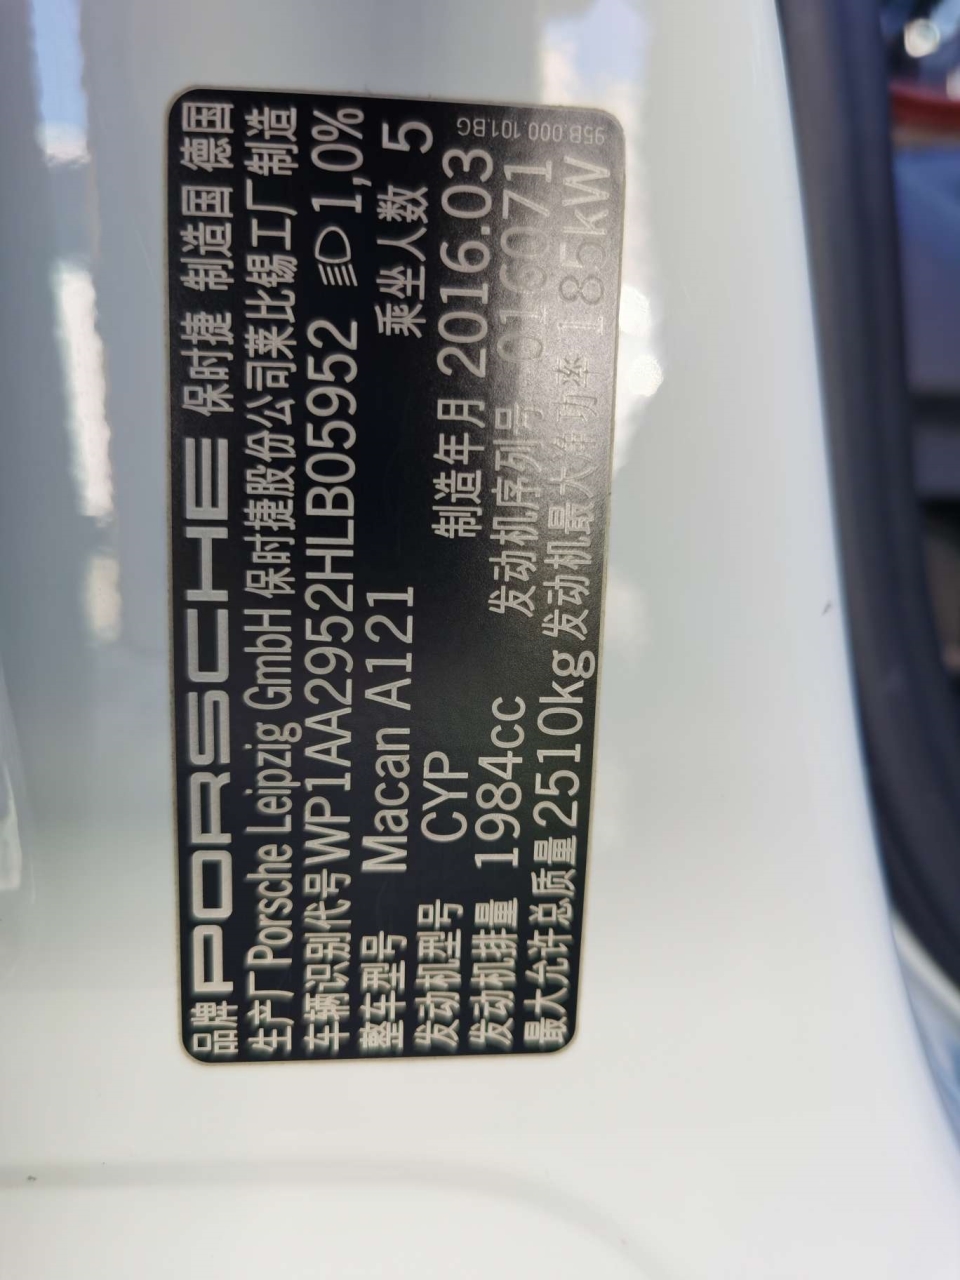 品牌 PORSCHE 保时捷 制造国 德国
生产厂 Porsche Leipzig GmbH 保时捷股份公司莱比锡工厂制造
车辆识别代号 WP1AA2952HLB05952 1,0%
整车型号 Macan A121 乘坐人数 5
发动机型号 CYP 制造年月 2016.03
发动机排量 1984cc 发动机序列号 016071
最大允许总质量 2510kg 发动机最大净功率 185kW
95B.000.101.BG